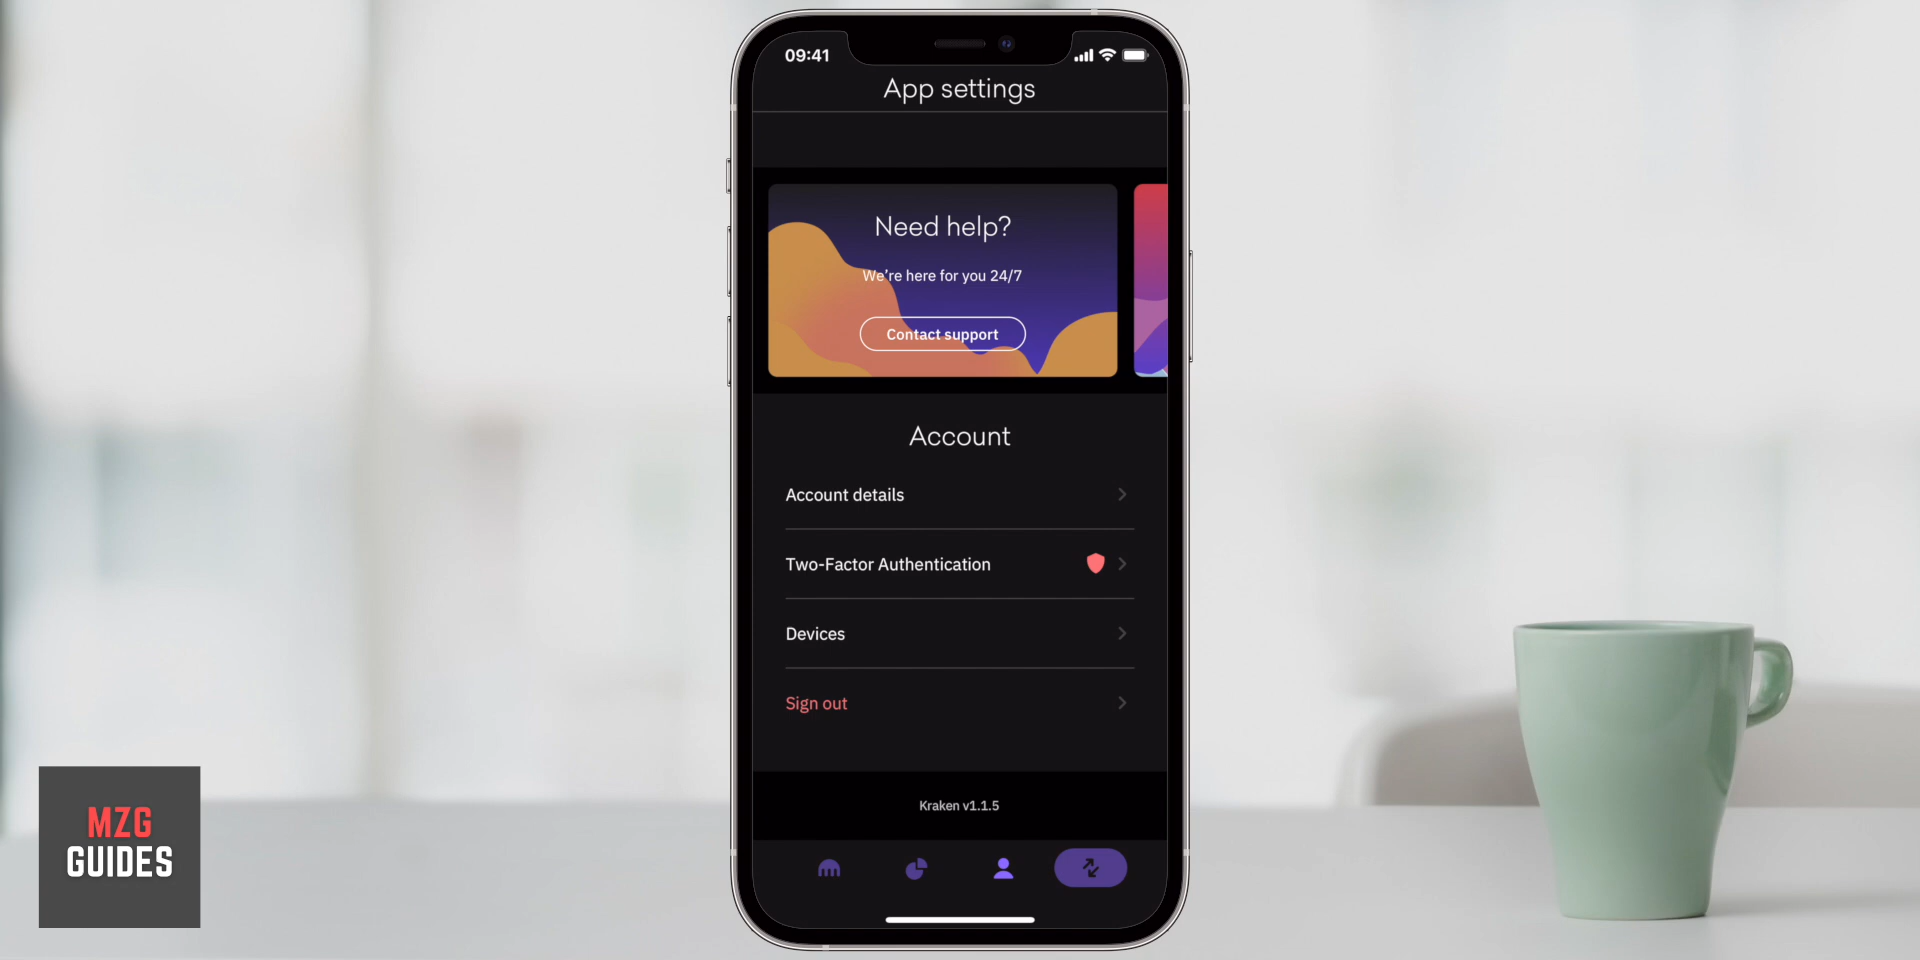 09:41
App settings
Need help?
We're here for you 24/7
Contact support
Account
Account details
Two-Factor Authentication
Devices
Sign out
Kraken v1.1.5
MZG
GUIDES